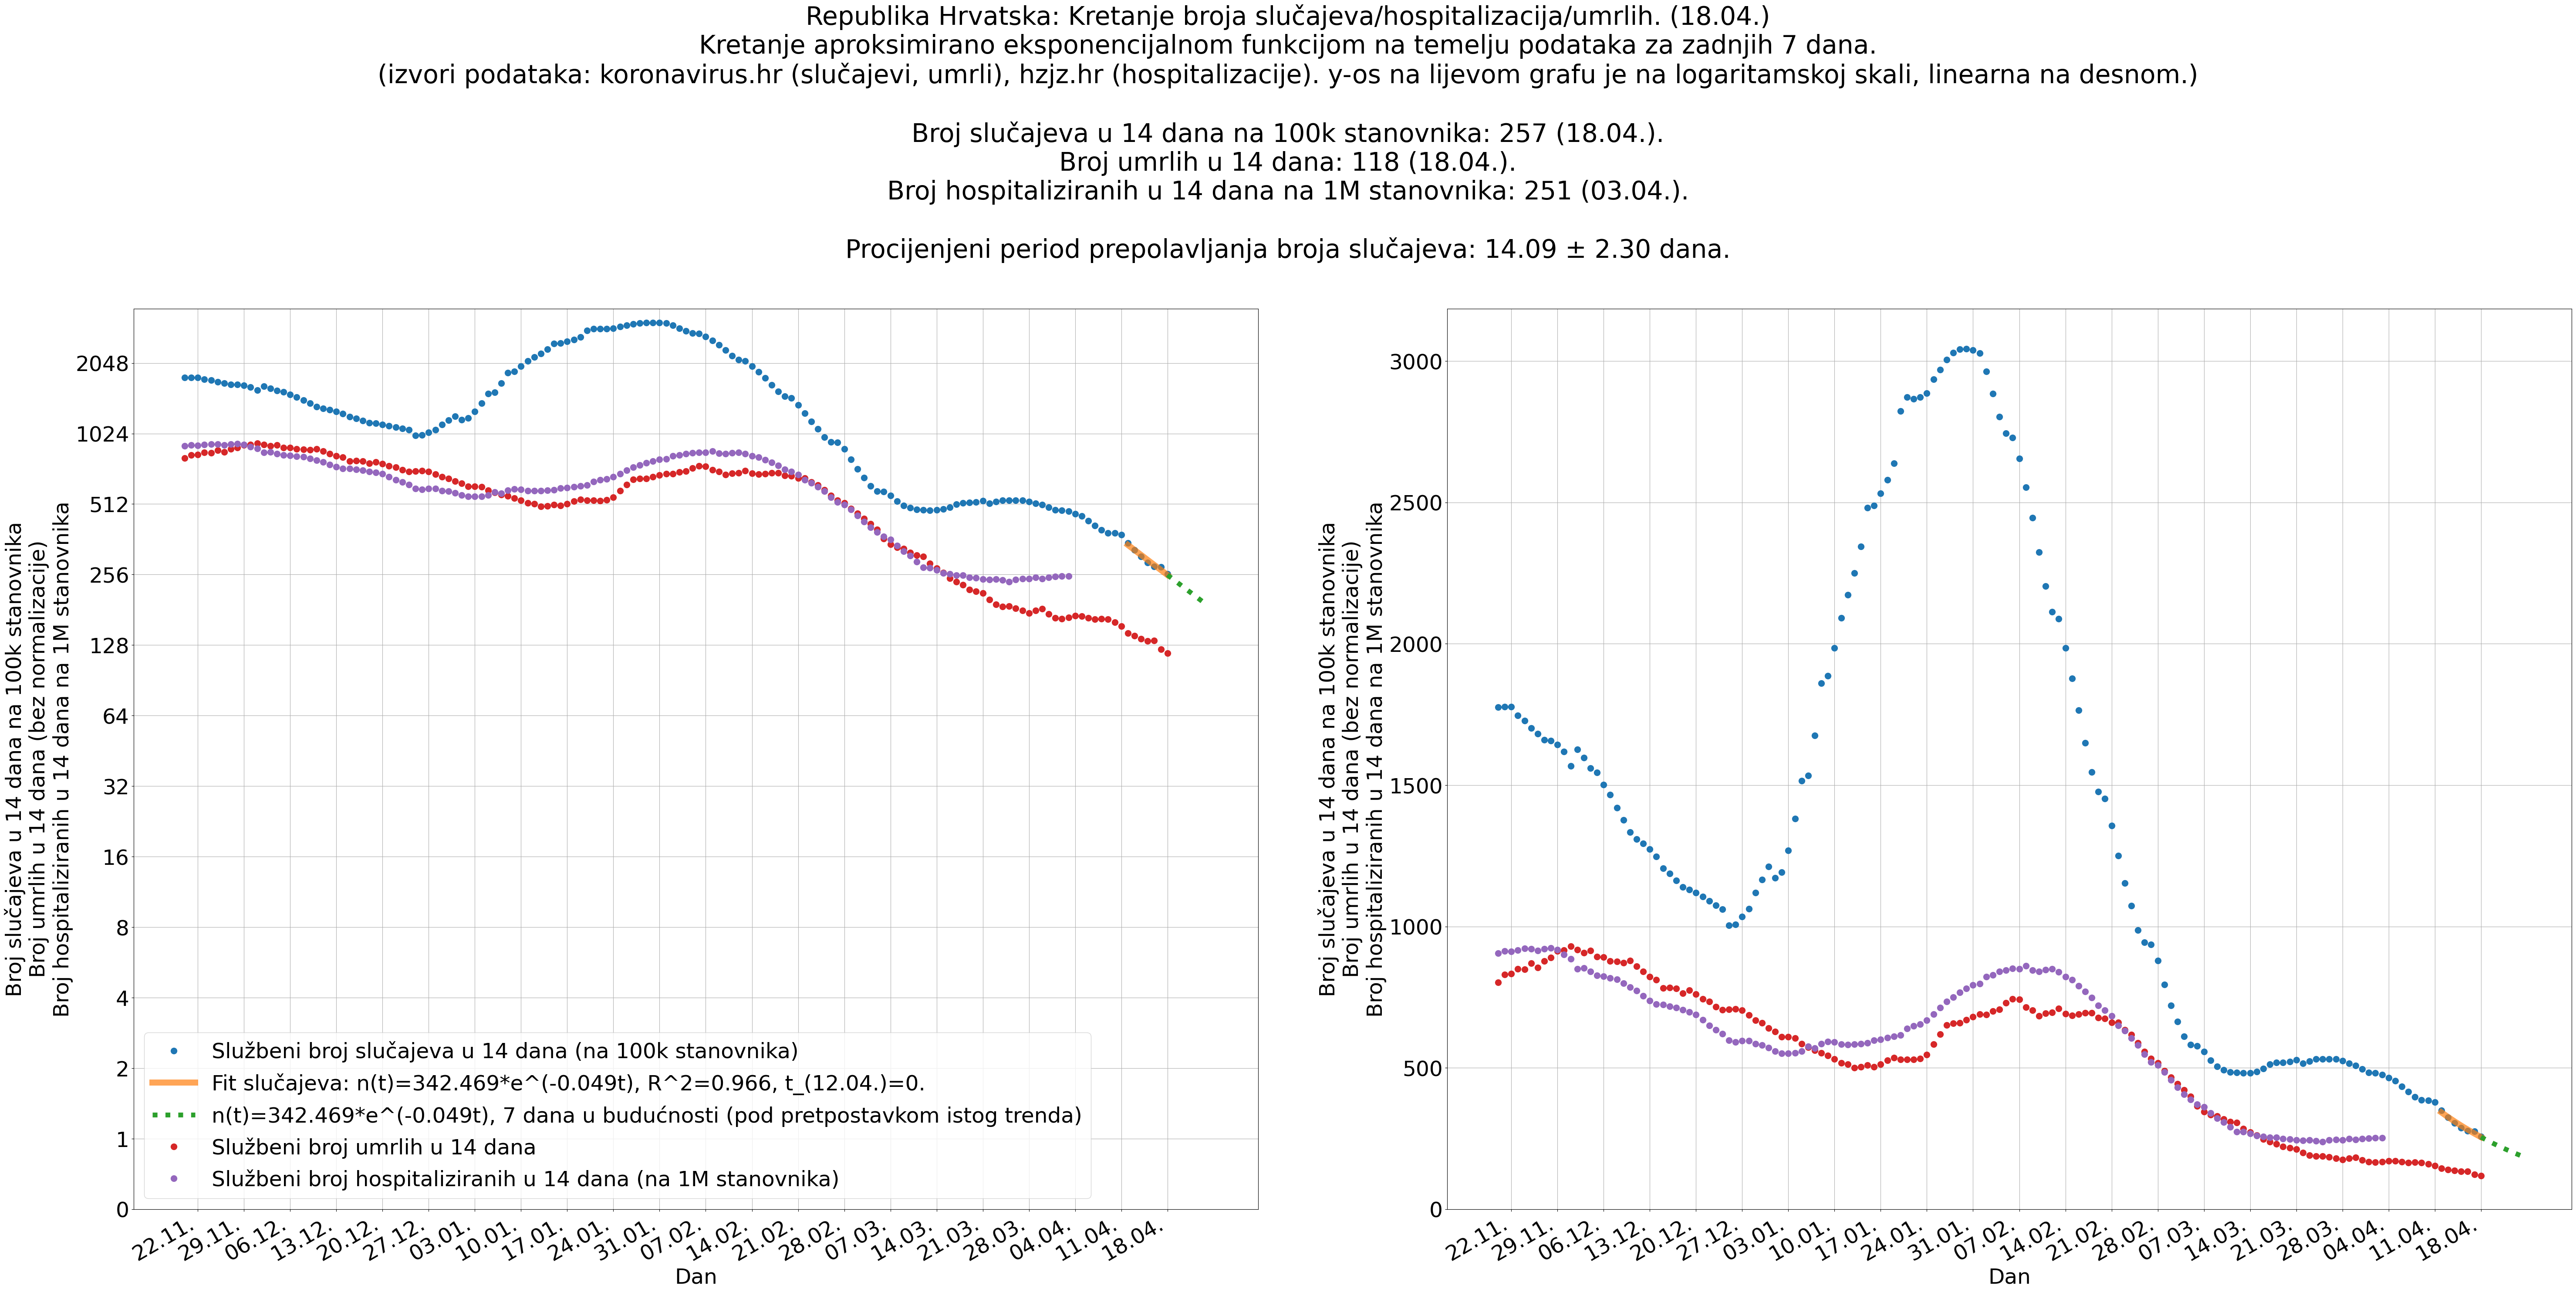 Republika Hrvatska: Kretanje broja slučajeva/hospitalizacija/umrlih. (18.04.)
Kretanje aproksimirano eksponencijalnom funkcijom na temelju podataka za zadnjih 7 dana.
(izvori podataka: koronavirus.hr (slučajevi, umrli), hzjz.hr (hospitalizacije). y-os na lijevom grafu je na logaritamskoj skali, linearna na desnom.)
Broj slučajeva u 14 dana na 100k stanovnika: 257 (18.04.).
Broj umrlih u 14 dana: 118 (18.04.).
Broj hospitaliziranih u 14 dana na 1M stanovnika: 251 (03.04.).
Procijenjeni period prepolavljanja broja slučajeva: 14.09 ± 2.30 dana.
Broj slučajeva u 14 dana na 100k stanovnika
Broj umrlih u 14 dana (bez normalizacije)
Broj hospitaliziranih u 14 dana na 1M stanovnika
2048
1024
512
256
128
64
32
16
8
4
2
1
0
Službeni broj slučajeva u 14 dana (na 100k stanovnika)
Fit slučajeva: n(t)=342.469*e^(-0.049t), R^2=0.966, t_(12.04.)=0.
n(t)=342.469*e^(-0.049t), 7 dana u budućnosti (pod pretpostavkom istog trenda)
Službeni broj umrlih u 14 dana
Službeni broj hospitaliziranih u 14 dana (na 1M stanovnika)
22.11. 29.11. 06.12. 13.12. 20.12. 27.12. 03.01. 10.01. 17.01. 24.01. 31.01. 07.02. 14.02. 21.02. 28.02. 07.03. 14.03. 21.03. 28.03. 04.04. 11.04. 18.04.
Dan
Broj slučajeva u 14 dana na 100k stanovnika
Broj umrlih u 14 dana (bez normalizacije)
Broj hospitaliziranih u 14 dana na 1M stanovnika
3000
2500
2000
1500
1000
500
0
22.11. 29.11. 06.12. 13.12. 20.12. 27.12. 03.01. 10.01. 17.01. 24.01. 31.01. 07.02. 14.02. 21.02. 28.02. 07.03. 14.03. 21.03. 28.03. 04.04. 11.04. 18.04.
Dan